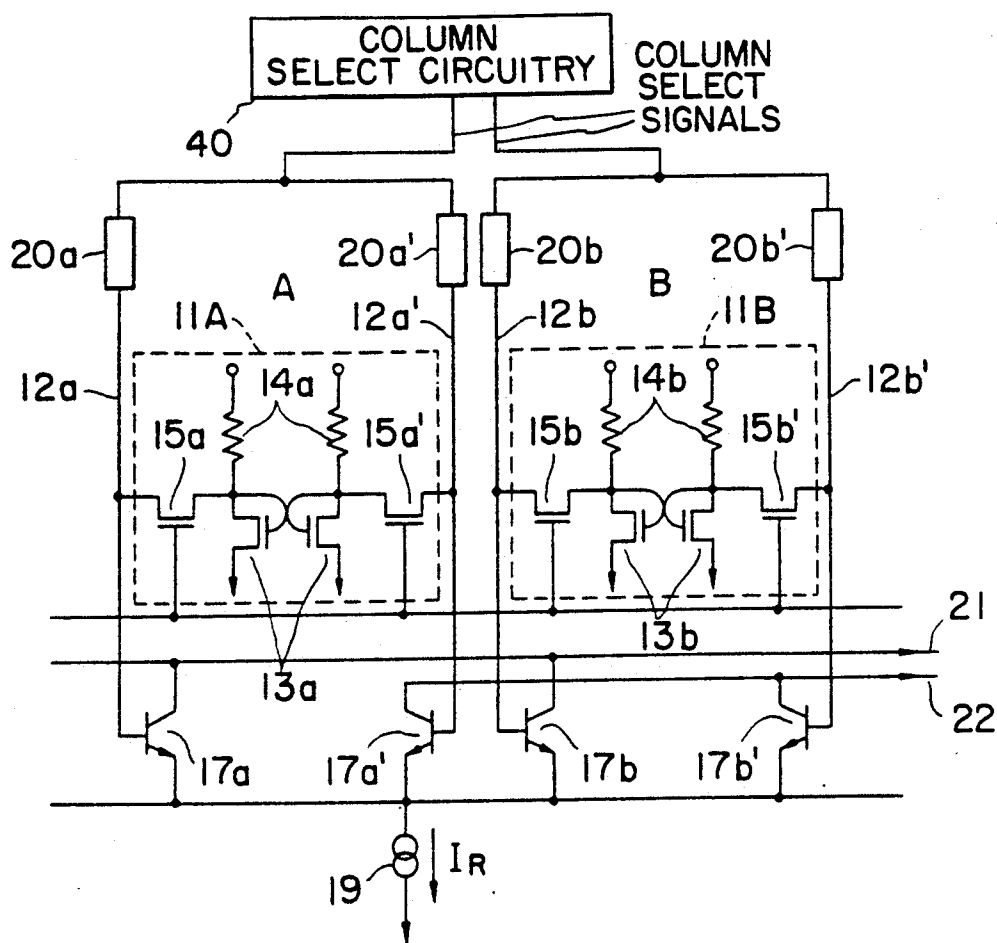 COLUMN
SELECT CIRCUITRY
COLUMN
SELECT
SIGNALS
40
20a
20a'
20b
20b'
A
B
11A
12a'
12b
11B
12a
14a
14b
12b'
15a
15a'
15b
15b'
13a
13b
21
22
17a
17a'
17b
17b'
19
IR